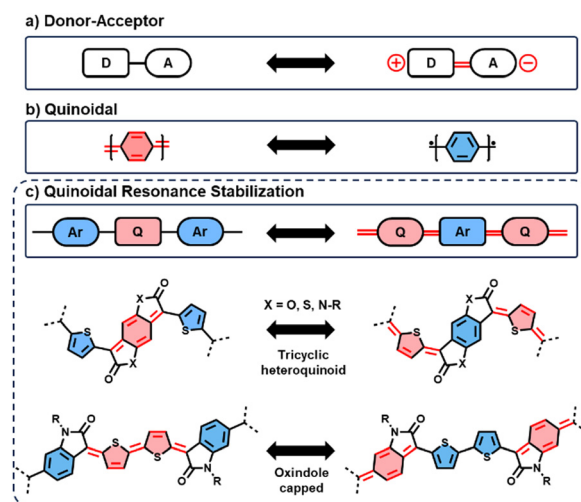 a) Donor-Acceptor
D A + D A −
b) Quinoidal
c) Quinoidal Resonance Stabilization
Ar Q Ar Q Ar Q
X = O, S, N-R
Tricyclic
heteroquinoid
O X S S X O
O X S S X O
R N O S S O N R
R N O S S O N R
Oxindole
capped